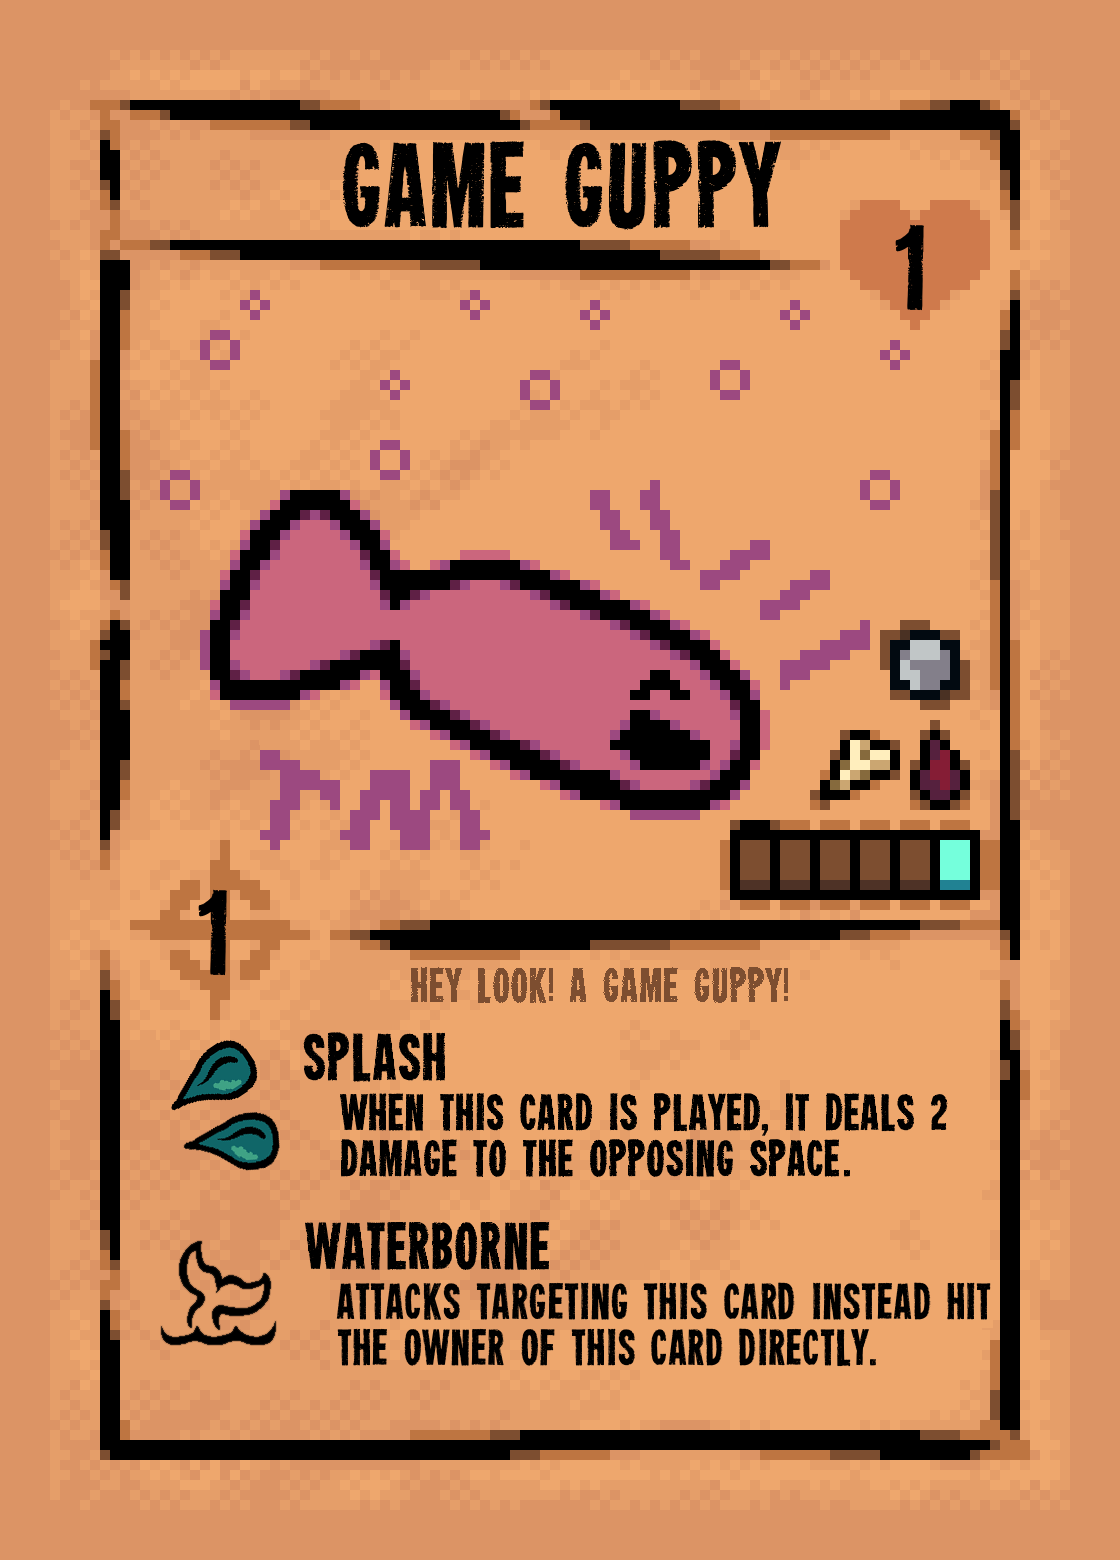 GAME GUPPY
1
TM
1
HEY LOOK! A GAME GUPPY!
SPLASH
WHEN THIS CARD IS PLAYED, IT DEALS 2
DAMAGE TO THE OPPOSING SPACE.
WATERBORNE
ATTACKS TARGETING THIS CARD INSTEAD HIT
THE OWNER OF THIS CARD DIRECTLY.